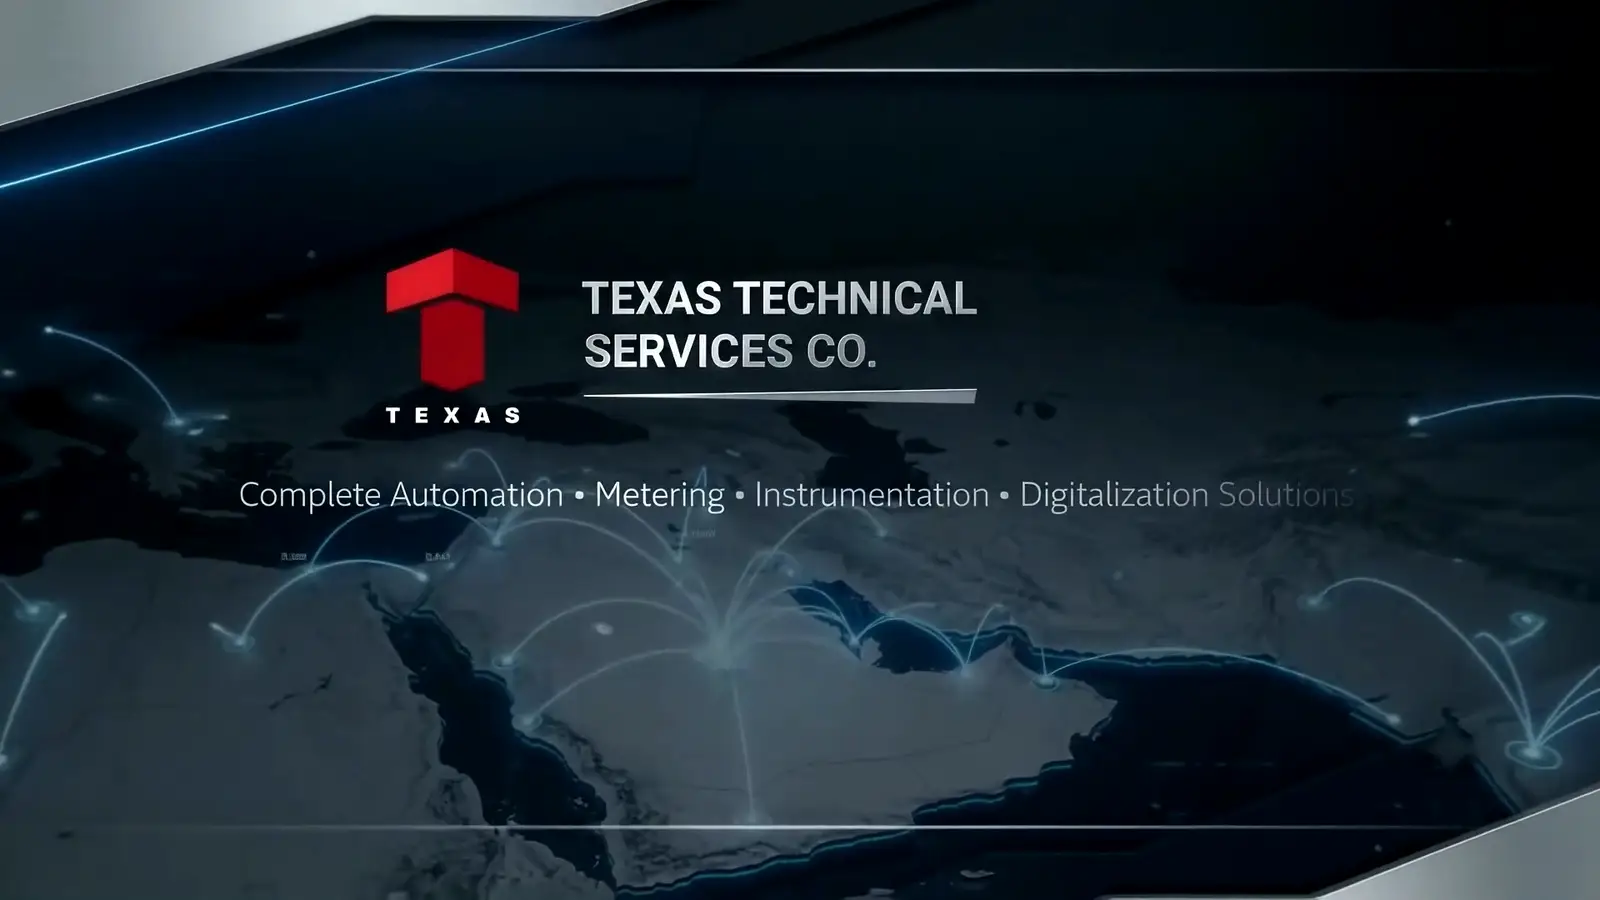 TEXAS
TEXAS TECHNICAL
SERVICES CO.
Complete Automation • Metering • Instrumentation • Digitalization Solutions